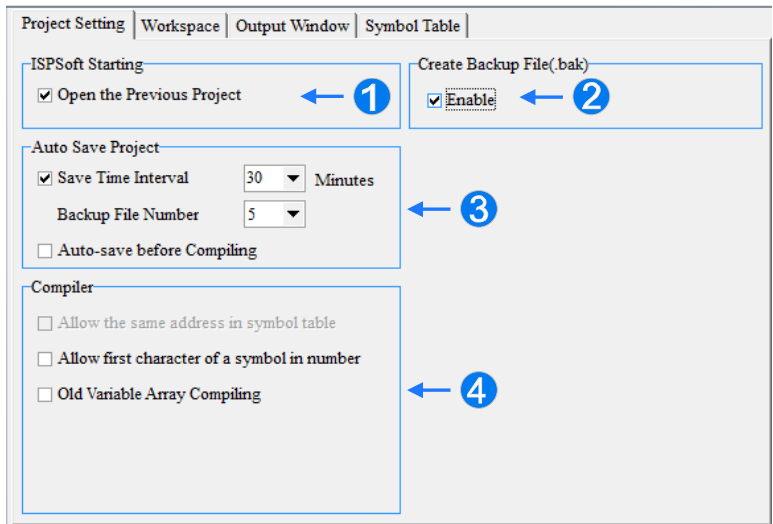 Project Setting Workspace Output Window Symbol Table
ISPSoft Starting
Open the Previous Project
1
Create Backup File(.bak)
Enable
2
Auto Save Project
Save Time Interval 30 Minutes
Backup File Number 5
Auto-save before Compiling
3
Compiler
Allow the same address in symbol table
Allow first character of a symbol in number
Old Variable Array Compiling
4